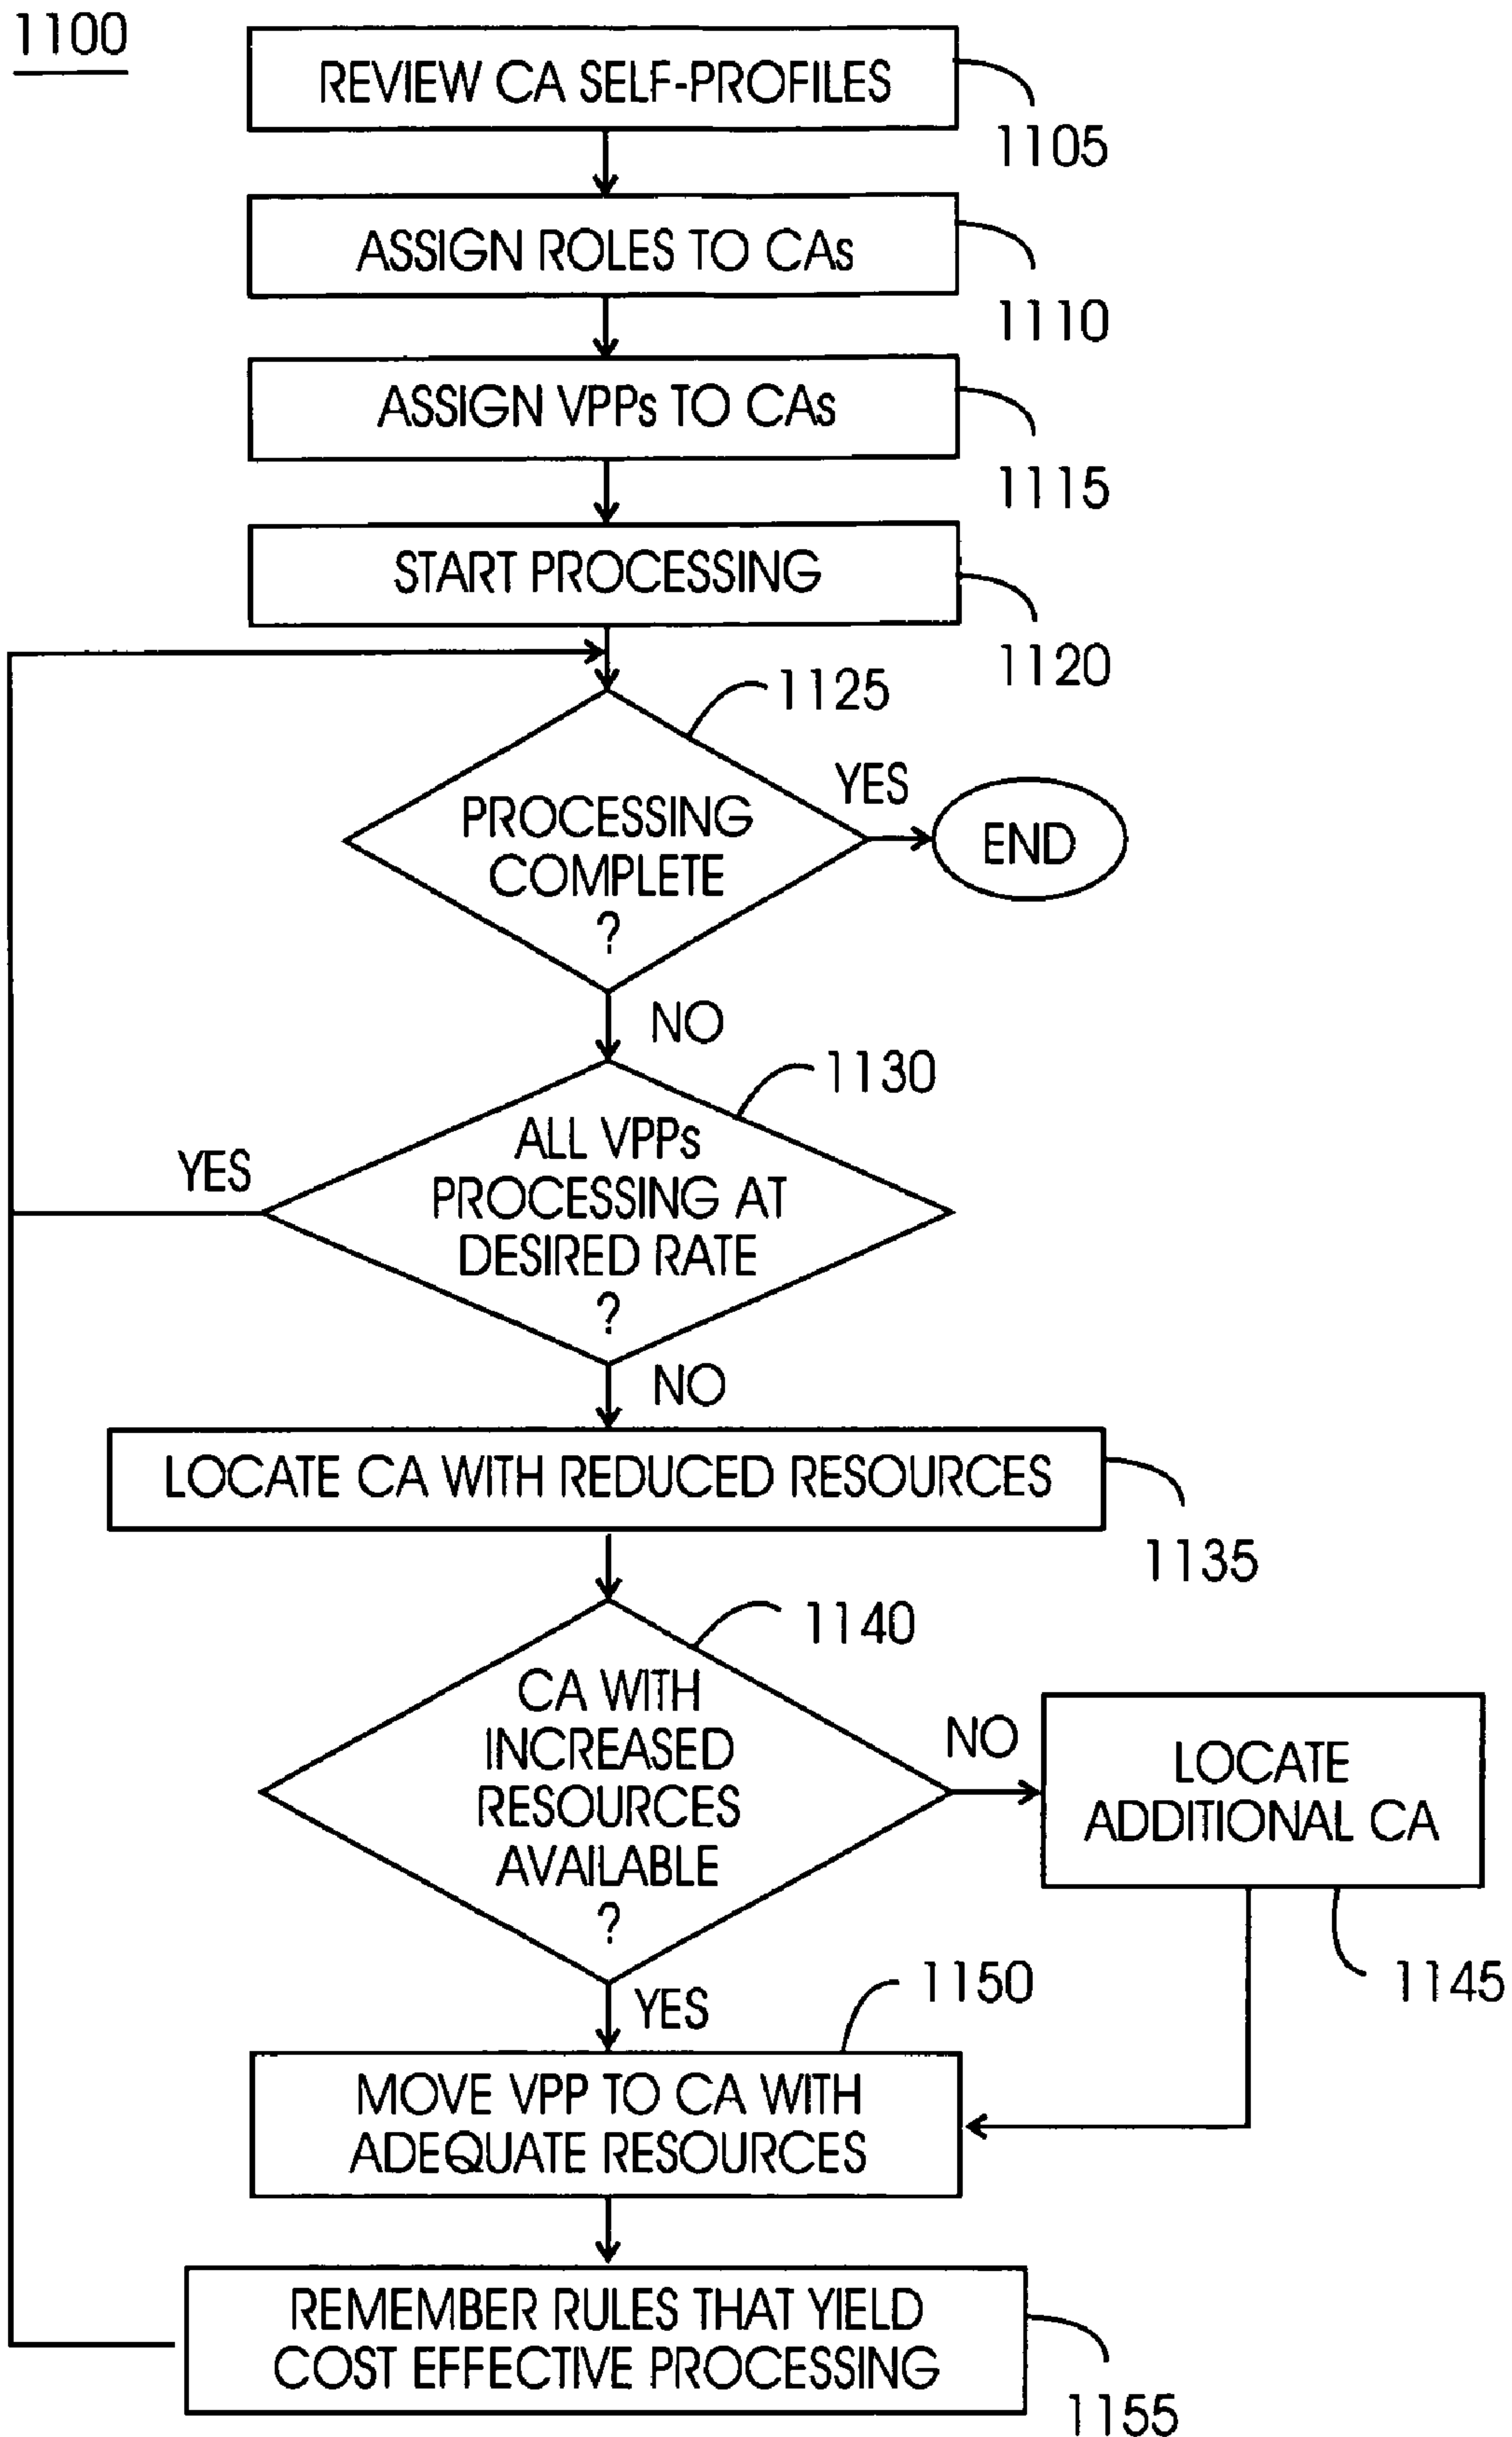 1100
REVIEW CA SELF-PROFILES
1105
ASSIGN ROLES TO CAs
1110
ASSIGN VPPs TO CAs
1115
START PROCESSING
1120
1125
PROCESSING
COMPLETE
?
YES
END
NO
1130
ALL VPPs
PROCESSING AT
DESIRED RATE
?
YES
NO
LOCATE CA WITH REDUCED RESOURCES
1135
1140
CA WITH
INCREASED
RESOURCES
AVAILABLE
?
NO
LOCATE
ADDITIONAL CA
1145
YES
1150
MOVE VPP TO CA WITH
ADEQUATE RESOURCES
REMEMBER RULES THAT YIELD
COST EFFECTIVE PROCESSING
1155